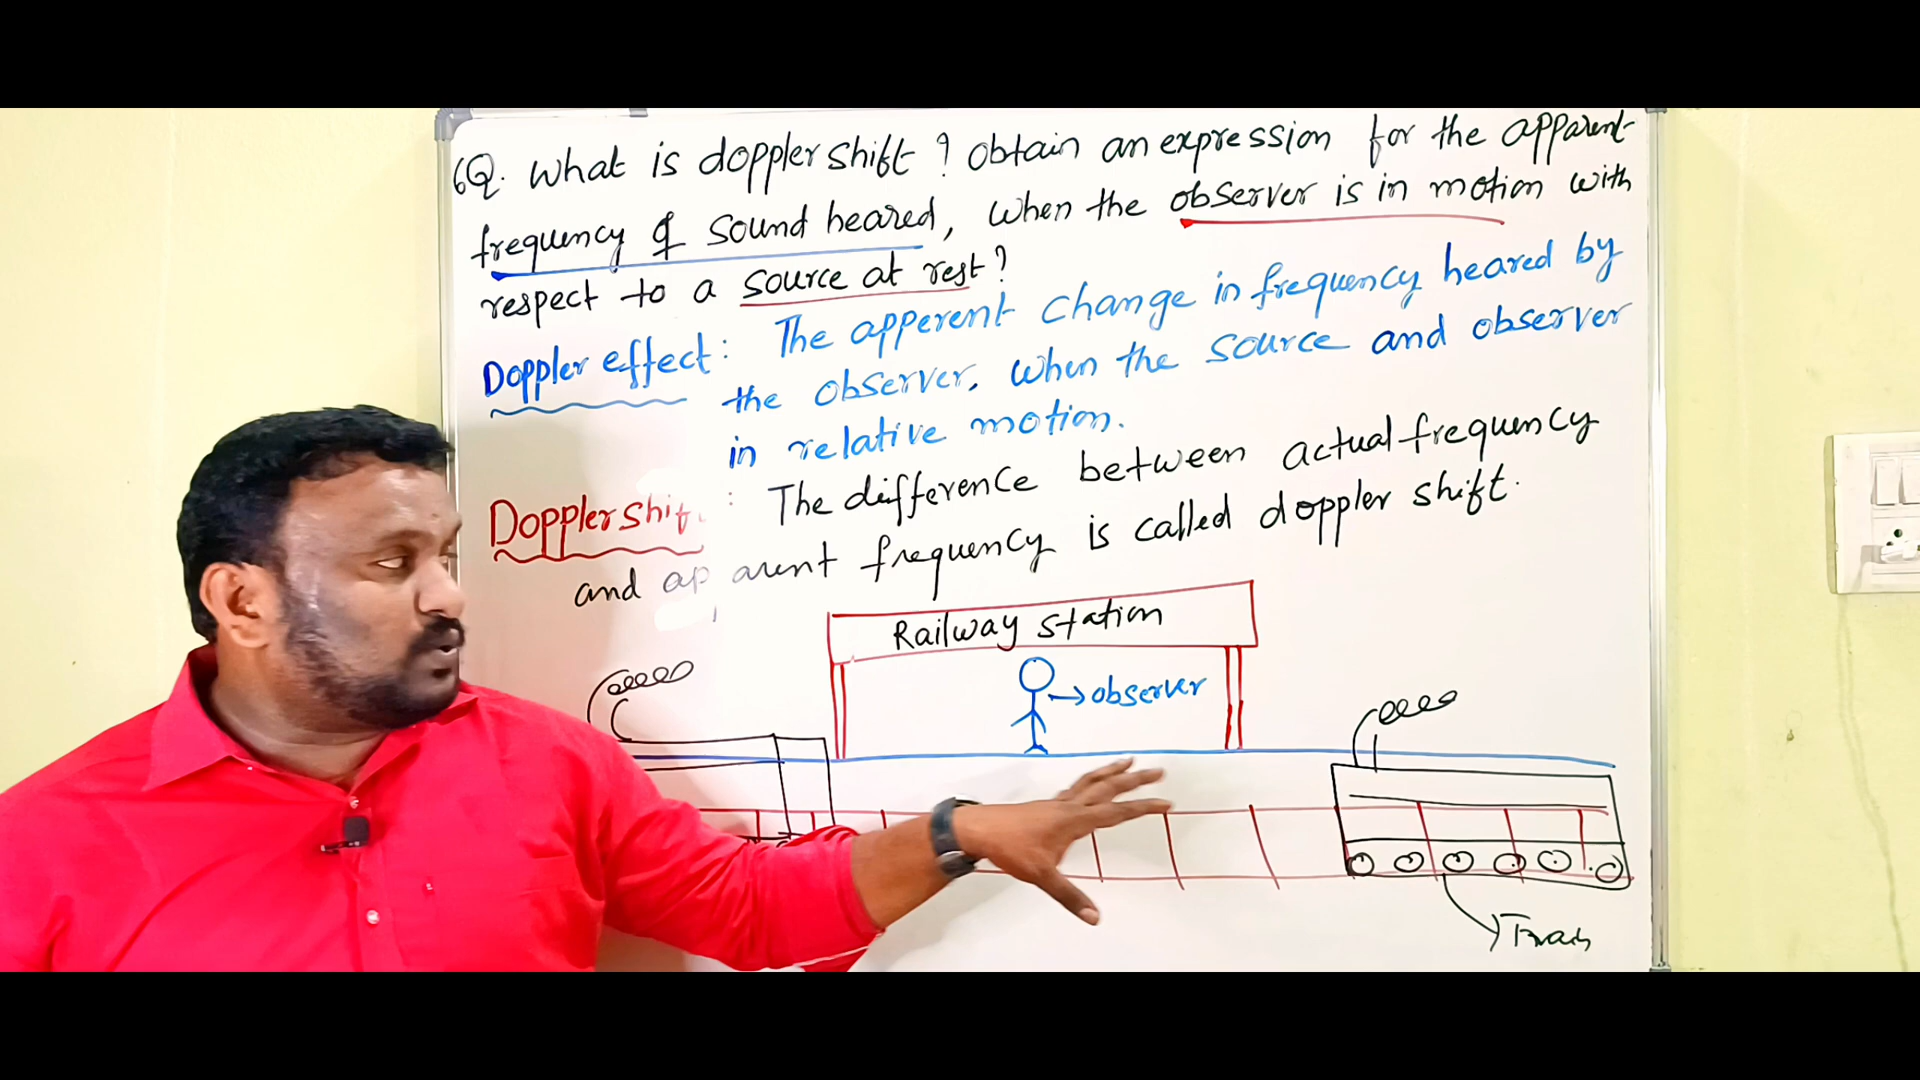 6Q. What is doppler shift? Obtain an expression for the apparent
frequency of sound heared, when the observer is in motion with
respect to a source at rest?
Doppler effect: The apperent change in frequency heared by
the observer, when the source and observer
in relative motion.
Doppler shift: The difference between actual frequency
and aparent frequency is called doppler shift.
Railway station
observer
Train